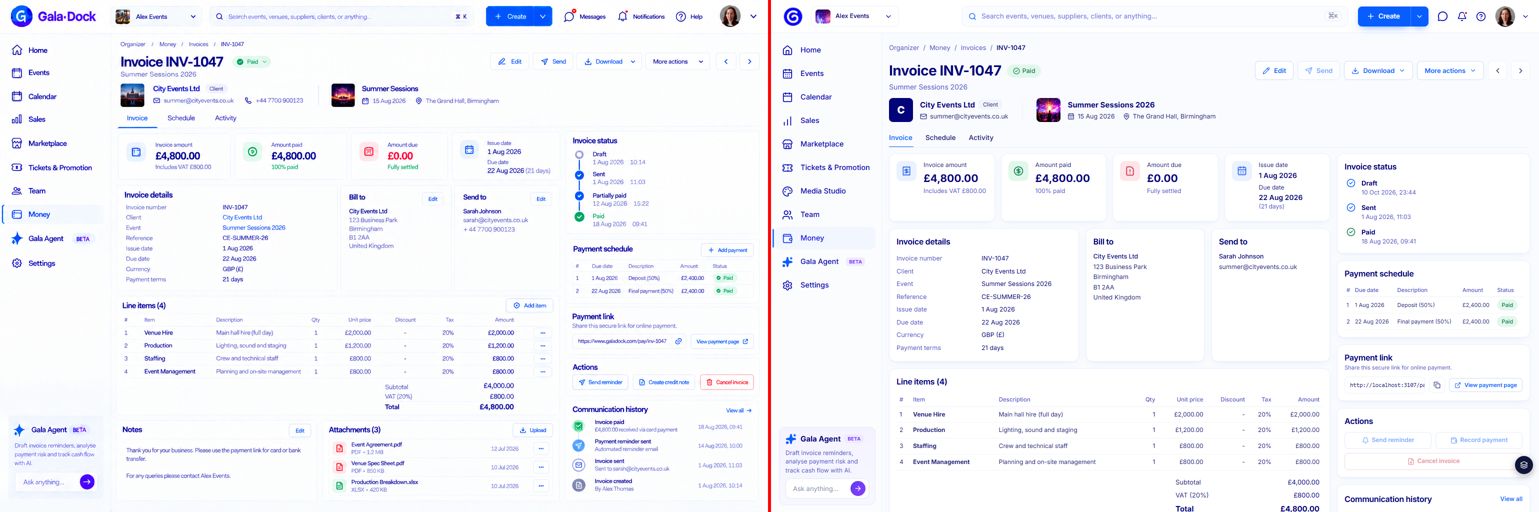 Gala-Dock
Alex Events
Search events, venues, suppliers, clients, or anything...
⌘ K
+ Create
Messages
Notifications
Help
Home
Events
Calendar
Sales
Marketplace
Tickets & Promotion
Team
Money
Gala Agent BETA
Settings
Gala Agent BETA
Draft invoice reminders, analyse
payment risk and track cash flow
with AI.
Ask anything...
Organizer / Money / Invoices / INV-1047
Invoice INV-1047
Paid
Summer Sessions 2026
Edit
Send
Download
More actions
City Events Ltd Client
summer@cityevents.co.uk
+44 7700 900123
Summer Sessions
15 Aug 2026
The Grand Hall, Birmingham
Invoice Schedule Activity
Invoice amount
£4,800.00
Includes VAT £800.00
Amount paid
£4,800.00
100% paid
Amount due
£0.00
Fully settled
Issue date
1 Aug 2026
Due date
22 Aug 2026 (21 days)
Invoice details
Invoice number INV-1047
Client City Events Ltd
Event Summer Sessions 2026
Reference CE-SUMMER-26
Issue date 1 Aug 2026
Due date 22 Aug 2026
Currency GBP (£)
Payment terms 21 days
Bill to Edit
City Events Ltd
123 Business Park
Birmingham
B1 2AA
United Kingdom
Send to Edit
Sarah Johnson
sarah@cityevents.co.uk
+ 44 7700 900123
Line items (4)
Add item
# Item Description Qty Unit price Discount Tax Amount
1 Venue Hire Main hall hire (full day) 1 £2,000.00 - 20% £2,000.00
2 Production Lighting, sound and staging 1 £1,200.00 - 20% £1,200.00
3 Staffing Crew and technical staff 1 £800.00 - 20% £800.00
4 Event Management Planning and on-site management 1 £800.00 - 20% £800.00
Subtotal £4,000.00
VAT (20%) £800.00
Total £4,800.00
Notes Edit
Thank you for your business. Please use the payment link for card or bank
transfer.
For any queries please contact Alex Events.
Attachments (3) Upload
Event Agreement.pdf
PDF • 1.2 MB
12 Jul 2026
Venue Spec Sheet.pdf
PDF • 850 KB
10 Jul 2026
Production Breakdown.xlsx
XLSX • 420 KB
10 Jul 2026
Invoice status
Draft
1 Aug 2026 10:14
Sent
1 Aug 2026 11:03
Partially paid
12 Aug 2026 15:22
Paid
18 Aug 2026 09:41
Payment schedule
+ Add payment
# Due date Description Amount Status
1 1 Aug 2026 Deposit (50%) £2,400.00 Paid
2 22 Aug 2026 Final payment (50%) £2,400.00 Paid
Payment link
Share this secure link for online payment.
https://www.galadock.com/pay/inv-1047
View payment page
Actions
Send reminder
Create credit note
Cancel invoice
Communication history View all
Invoice paid
£4,800.00 received via card payment
18 Aug 2026, 09:41
Payment reminder sent
Automated reminder email
14 Aug 2026, 10:00
Invoice sent
Sent to sarah@cityevents.co.uk
1 Aug 2026, 11:03
Invoice created
By Alex Thomas
1 Aug 2026, 10:14
Alex Events
Search events, venues, suppliers, clients, or anything...
⌘K
+ Create
Home
Events
Calendar
Sales
Marketplace
Tickets & Promotion
Media Studio
Team
Money
Gala Agent BETA
Settings
Gala Agent BETA
Draft invoice reminders,
analyse payment risk and
track cash flow with AI.
Ask anything...
Organizer / Money / Invoices / INV-1047
Invoice INV-1047
Paid
Summer Sessions 2026
Edit
Send
Download
More actions
C
City Events Ltd Client
summer@cityevents.co.uk
Summer Sessions 2026
15 Aug 2026
The Grand Hall, Birmingham
Invoice Schedule Activity
Invoice amount
£4,800.00
Includes VAT £800.00
Amount paid
£4,800.00
100% paid
Amount due
£0.00
Fully settled
Issue date
1 Aug 2026
Due date
22 Aug 2026
(21 days)
Invoice details
Invoice number INV-1047
Client City Events Ltd
Event Summer Sessions 2026
Reference CE-SUMMER-26
Issue date 1 Aug 2026
Due date 22 Aug 2026
Currency GBP (£)
Payment terms 21 days
Bill to
City Events Ltd
123 Business Park
Birmingham
B1 2AA
United Kingdom
Send to
Sarah Johnson
summer@cityevents.co.uk
Line items (4)
# Item Description Qty Unit price Discount Tax Amount
1 Venue Hire Main hall hire (full day) 1 £2,000.00 - 20% £2,000.00
2 Production Lighting, sound and staging 1 £1,200.00 - 20% £1,200.00
3 Staffing Crew and technical staff 1 £800.00 - 20% £800.00
4 Event Management Planning and on-site management 1 £800.00 - 20% £800.00
Subtotal £4,000.00
VAT (20%) £800.00
Total £4,800.00
Invoice status
Draft
10 Oct 2026, 23:44
Sent
1 Aug 2026, 11:03
Paid
18 Aug 2026, 09:41
Payment schedule
# Due date Description Amount Status
1 1 Aug 2026 Deposit (50%) £2,400.00 Paid
2 22 Aug 2026 Final payment (50%) £2,400.00 Paid
Payment link
Share this secure link for online payment.
http://localhost:3107/pa
View payment page
Actions
Send reminder
Record payment
Cancel invoice
Communication history View all